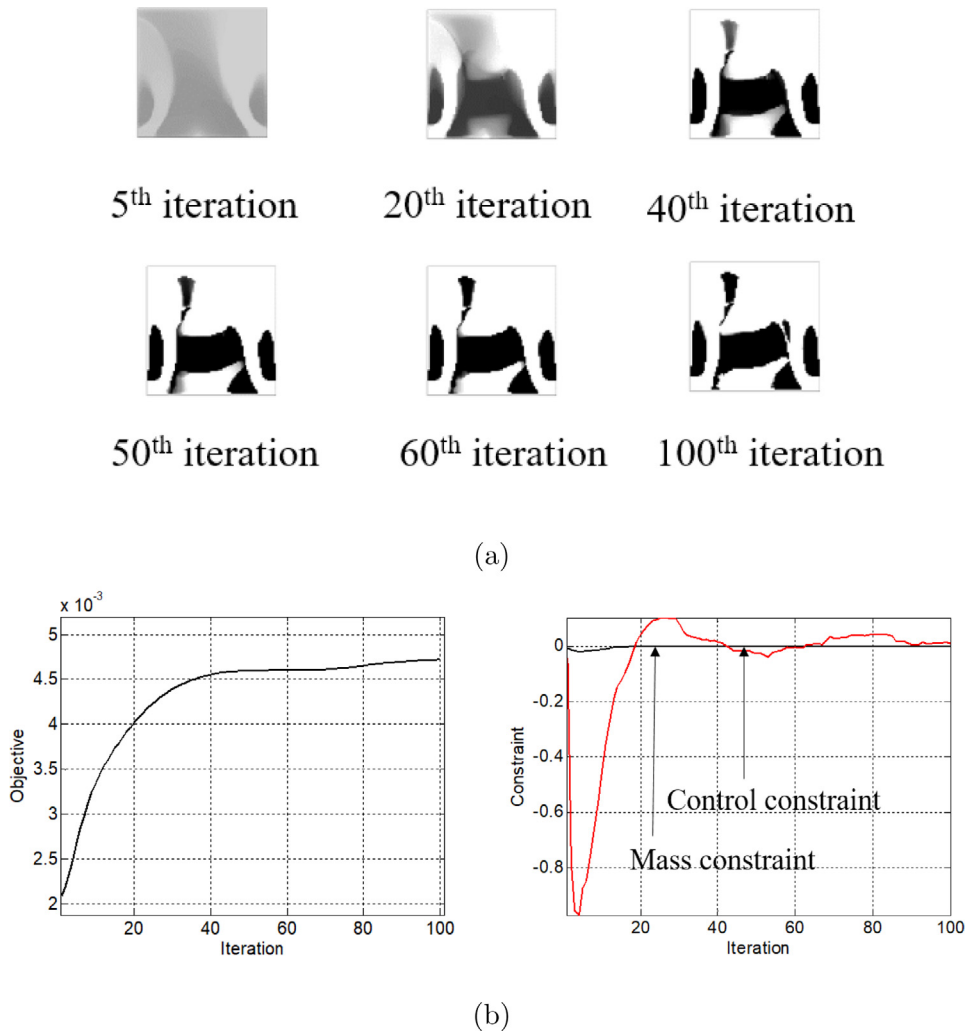 5th iteration 20th iteration 40th iteration
50th iteration 60th iteration 100th iteration
(a)
x 10-3
5
4.5
4
3.5
3
2.5
2
Objective
20 40 60 80 100
Iteration
0
-0.2
-0.4
-0.6
-0.8
Constraint
Control constraint
Mass constraint
20 40 60 80 100
Iteration
(b)